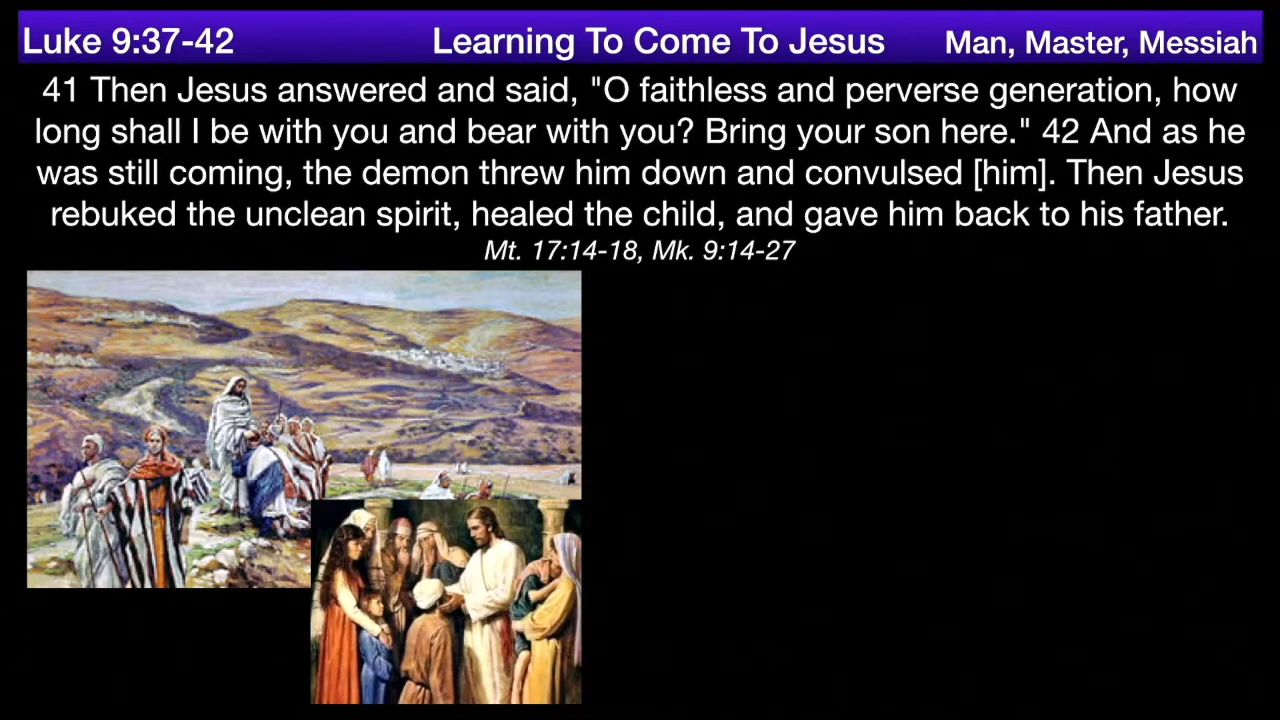 Luke 9:37-42 Learning To Come To Jesus Man, Master, Messiah
41 Then Jesus answered and said, "O faithless and perverse generation, how
long shall I be with you and bear with you? Bring your son here." 42 And as he
was still coming, the demon threw him down and convulsed [him]. Then Jesus
rebuked the unclean spirit, healed the child, and gave him back to his father.
Mt. 17:14-18, Mk. 9:14-27